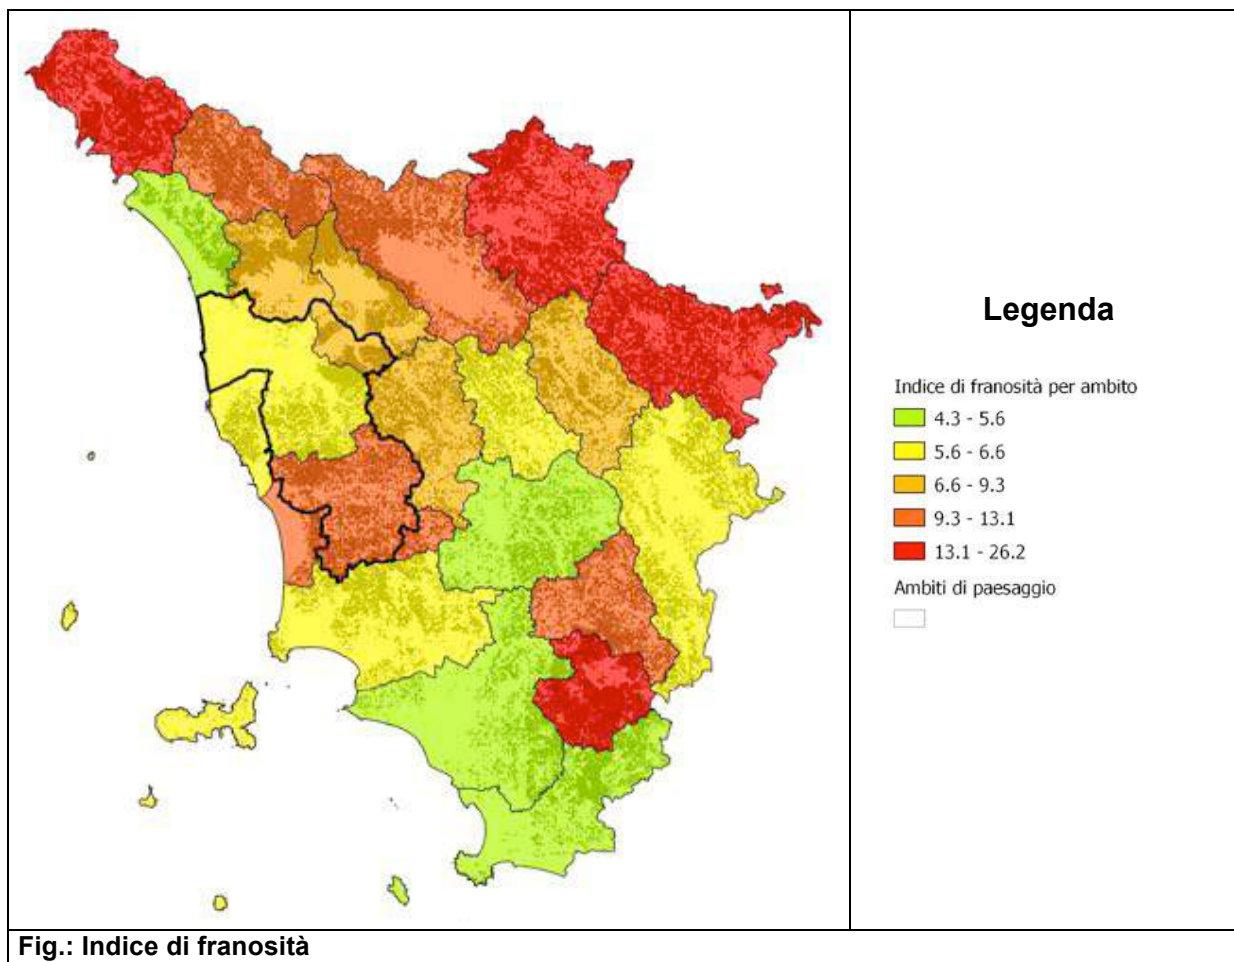 Legenda
Indice di franosità per ambito
4.3 - 5.6
5.6 - 6.6
6.6 - 9.3
9.3 - 13.1
13.1 - 26.2
Ambiti di paesaggio
Fig.: Indice di franosità